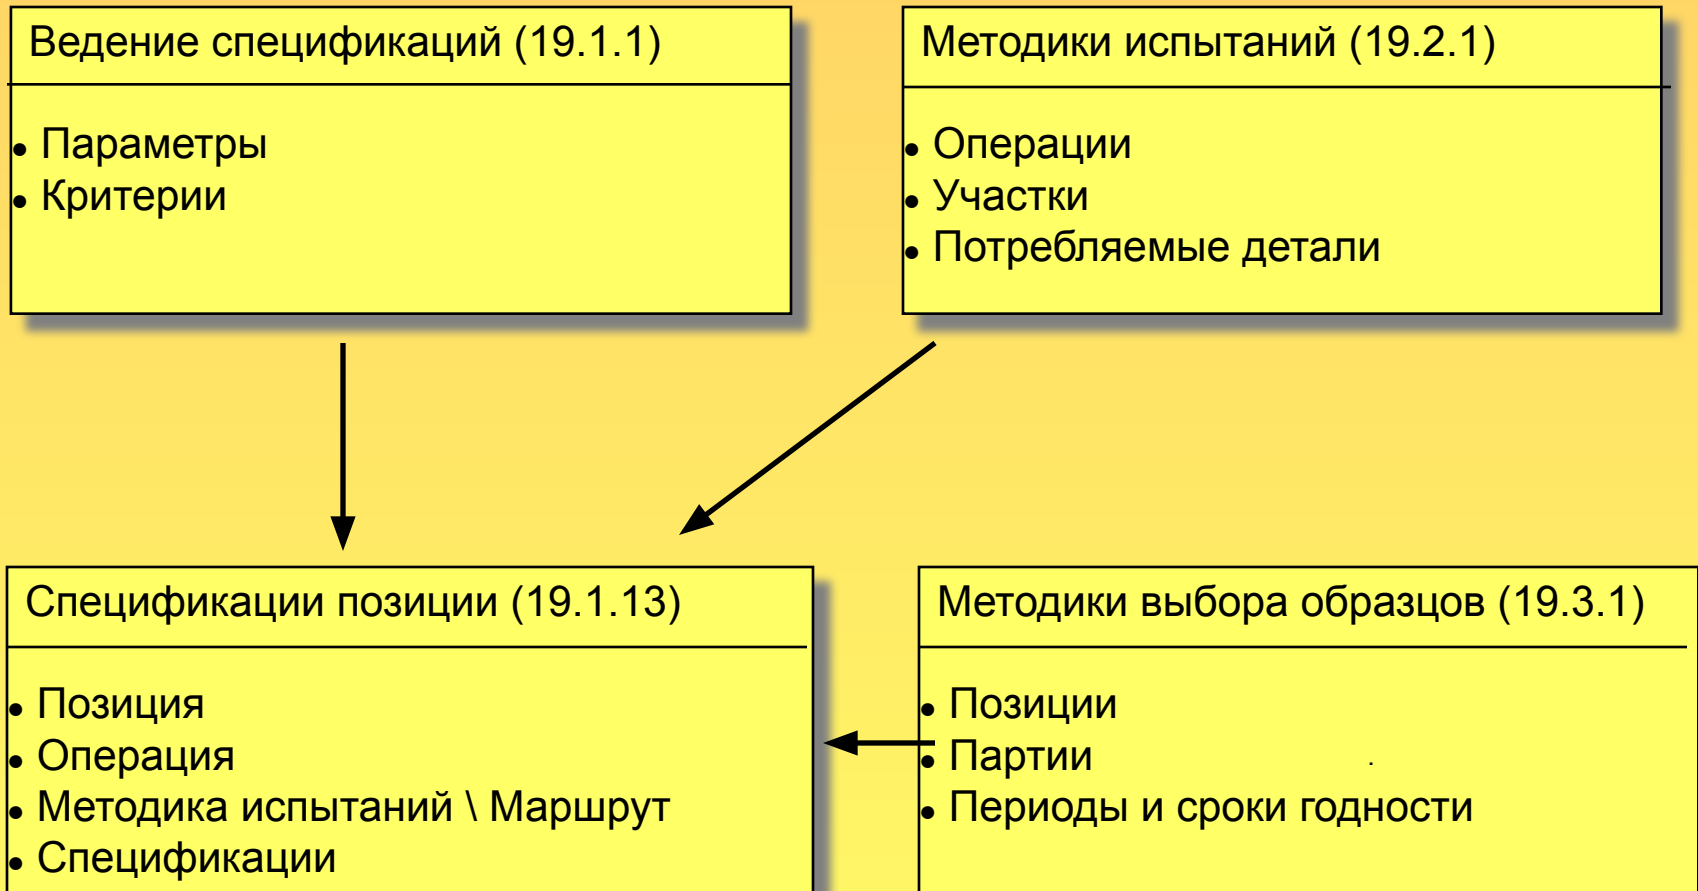 Ведение спецификаций (19.1.1)
• Параметры
• Критерии
Методики испытаний (19.2.1)
• Операции
• Участки
• Потребляемые детали
Спецификации позиции (19.1.13)
• Позиция
• Операция
• Методика испытаний \ Маршрут
• Спецификации
Методики выбора образцов (19.3.1)
• Позиции
• Партии .
• Периоды и сроки годности